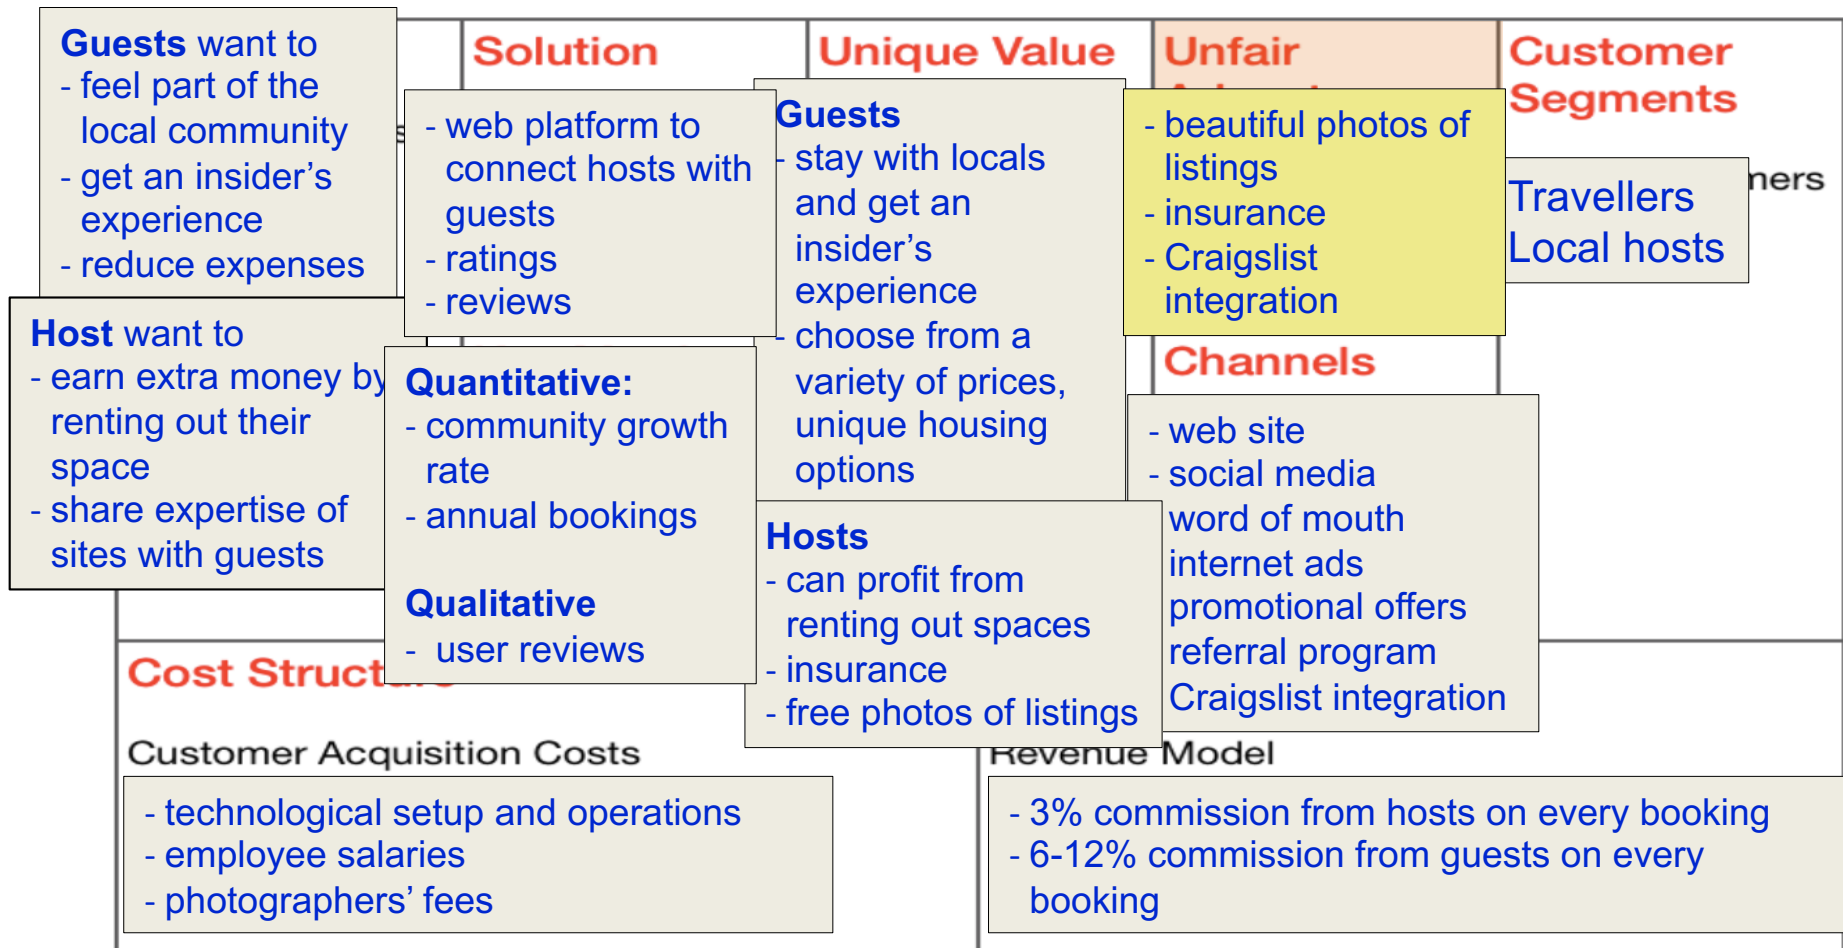 Guests want to
- feel part of the
local community
- get an insider’s
experience
- reduce expenses
Host want to
- earn extra money by
renting out their
space
- share expertise of
sites with guests
Solution
- web platform to
connect hosts with
guests
- ratings
- reviews
Quantitative:
- community growth
rate
- annual bookings
Qualitative
- user reviews
Unique Value
Guests
- stay with locals
and get an
insider’s
experience
- choose from a
variety of prices,
unique housing
options
Hosts
- can profit from
renting out spaces
- insurance
- free photos of listings
Unfair
- beautiful photos of
listings
- insurance
- Craigslist
integration
Channels
- web site
- social media
word of mouth
internet ads
promotional offers
referral program
Craigslist integration
Customer
Segments
Travellers
Local hosts
Cost Structure
Customer Acquisition Costs
- technological setup and operations
- employee salaries
- photographers’ fees
Revenue Model
- 3% commission from hosts on every booking
- 6-12% commission from guests on every
booking